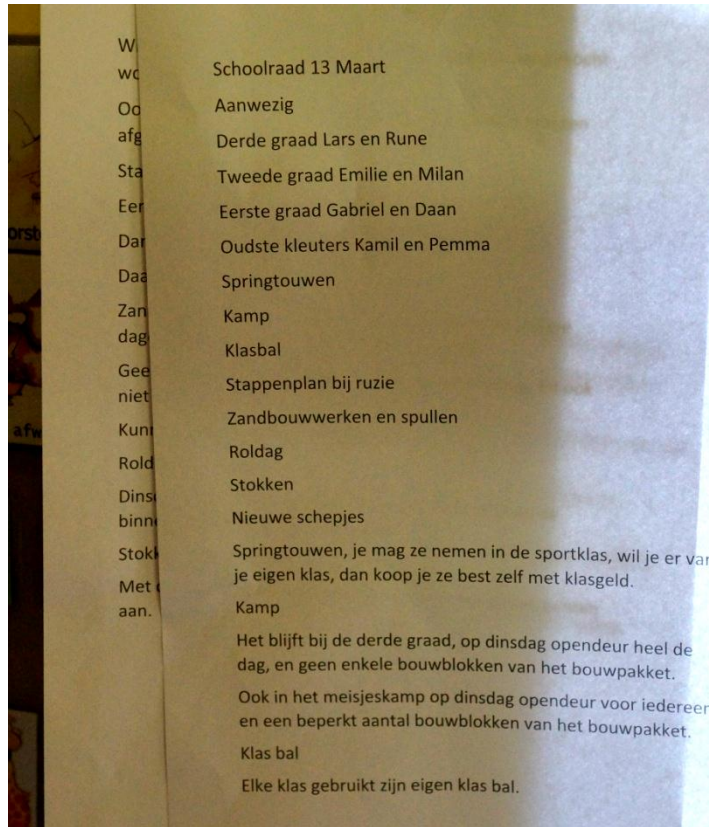 Schoolraad 13 Maart
Aanwezig
Derde graad Lars en Rune
Tweede graad Emilie en Milan
Eerste graad Gabriel en Daan
Oudste kleuters Kamil en Pemma
Springtouwen
Kamp
Klasbal
Stappenplan bij ruzie
Zandbouwwerken en spullen
Roldag
Stokken
Nieuwe schepjes
Springtouwen, je mag ze nemen in de sportklas, wil je er van
je eigen klas, dan koop je ze best zelf met klasgeld.
Kamp
Het blijft bij de derde graad, op dinsdag opendeur heel de
dag, en geen enkele bouwblokken van het bouwpakket.
Ook in het meisjeskamp op dinsdag opendeur voor iedereen
en een beperkt aantal bouwblokken van het bouwpakket.
Klas bal
Elke klas gebruikt zijn eigen klas bal.
Met
aan.